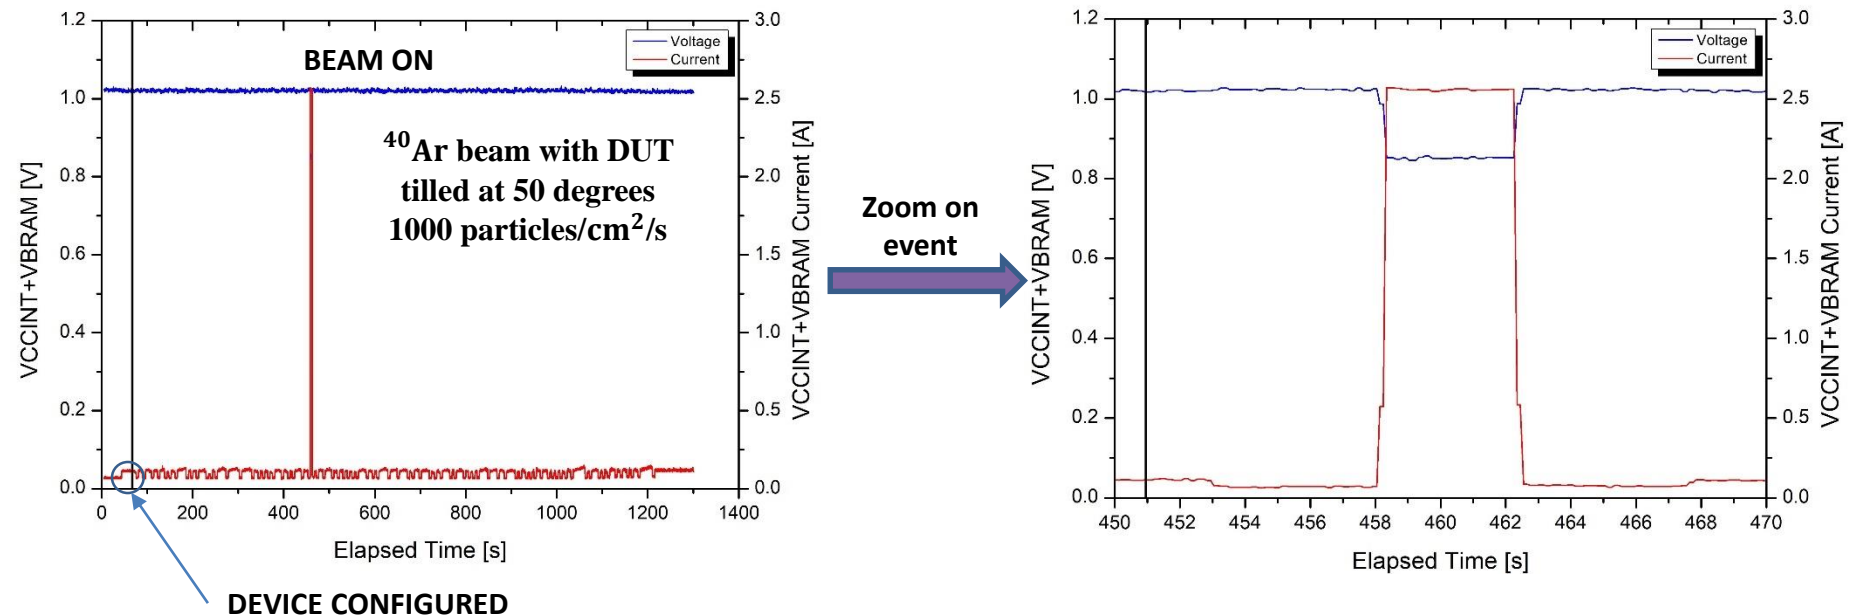 1.2
1.0
0.8
0.6
0.4
0.2
0.0
VCCINT+VBRAM [V]
BEAM ON
Voltage
Current
⁴⁰Ar beam with DUT
tilled at 50 degrees
1000 particles/cm²/s
3.0
2.5
2.0
1.5
1.0
0.5
0.0
VCCINT+VBRAM Current [A]
0 200 400 600 800 1000 1200 1400
Elapsed Time [s]
DEVICE CONFIGURED
Zoom on
event
1.2
1.0
0.8
0.6
0.4
0.2
0.0
VCCINT+VBRAM [V]
Voltage
Current
3.0
2.5
2.0
1.5
1.0
0.5
0.0
VCCINT+VBRAM Current [A]
450 452 454 456 458 460 462 464 466 468 470
Elapsed Time [s]